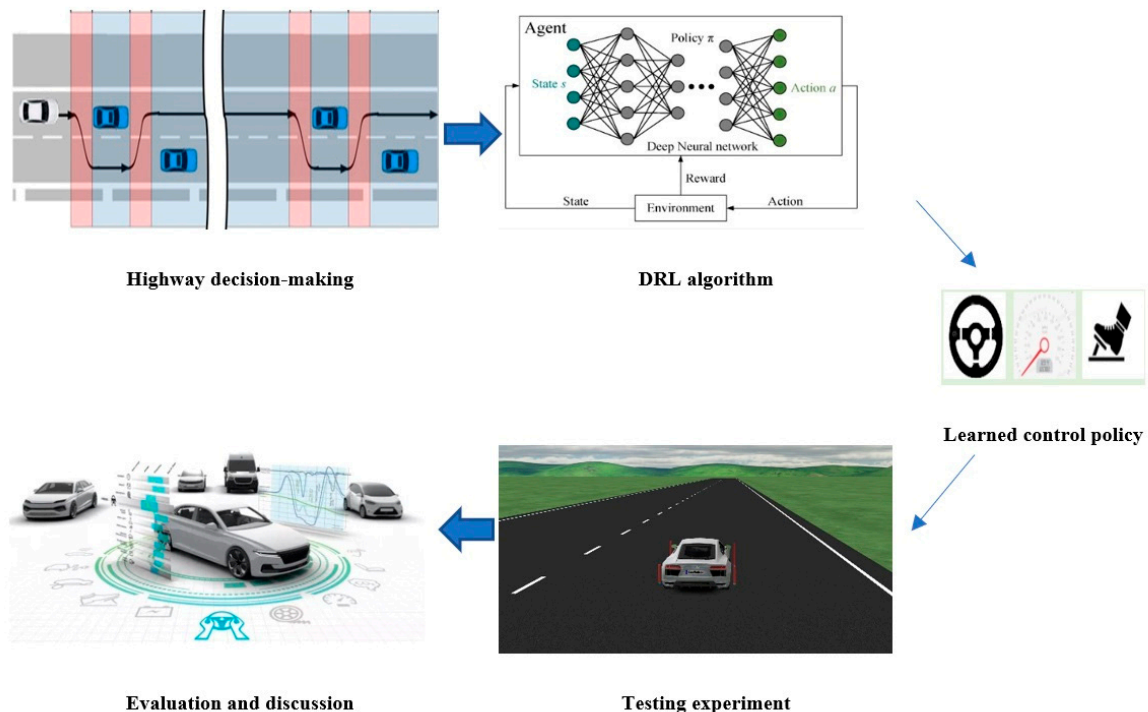 Agent
Policy π
State s
Action a
Deep Neural network
Reward
State
Environment
Action
Highway decision-making
DRL algorithm
Learned control policy
Evaluation and discussion
Testing experiment